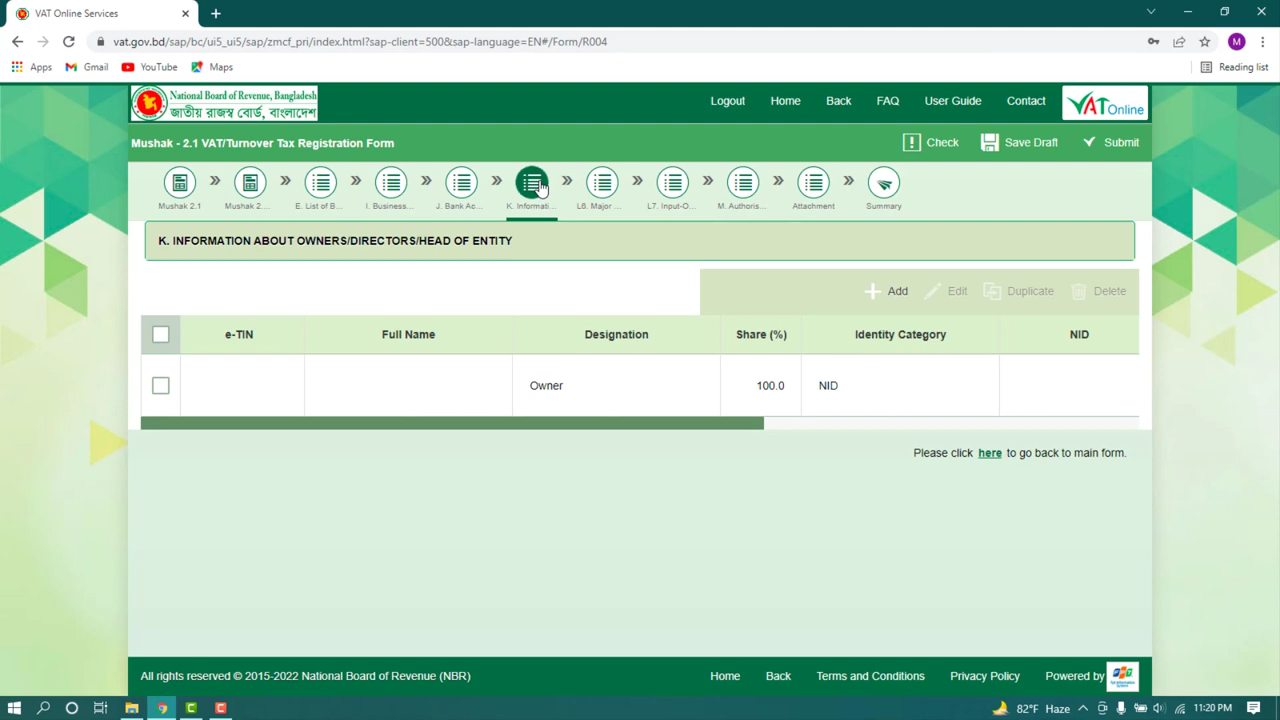 VAT Online Services
vat.gov.bd/sap/bc/ui5_ui5/sap/zmcf_pri/index.html?sap-client=500&sap-language=EN#/Form/R004
M
Apps Gmail YouTube Maps Reading list
National Board of Revenue, Bangladesh
জাতীয় রাজস্ব বোর্ড, বাংলাদেশ
Logout Home Back FAQ User Guide Contact VAT Online
Mushak - 2.1 VAT/Turnover Tax Registration Form Check Save Draft Submit
Mushak 2.1 Mushak 2.... E. List of B... I. Business... J. Bank Ac... K. Informati... L6. Major ... L7. Input-O... M. Authoris... Attachment Summary
K. INFORMATION ABOUT OWNERS/DIRECTORS/HEAD OF ENTITY
Add Edit Duplicate Delete
e-TIN Full Name Designation Share (%) Identity Category NID
Owner 100.0 NID
Please click here to go back to main form.
All rights reserved © 2015-2022 National Board of Revenue (NBR) Home Back Terms and Conditions Privacy Policy Powered by
82°F Haze 11:20 PM